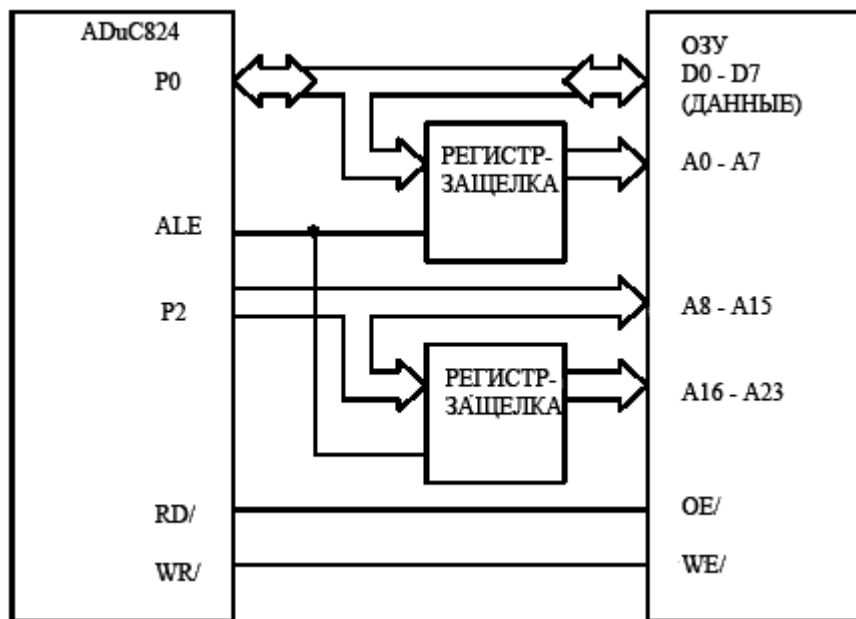 ADuC824
P0
ALE
P2
RD/
WR/
РЕГИСТР-
ЗАЩЕЛКА
РЕГИСТР-
ЗАЩЕЛКА
ОЗУ
D0 - D7
(ДАННЫЕ)
A0 - A7
A8 - A15
A16 - A23
OE/
WE/